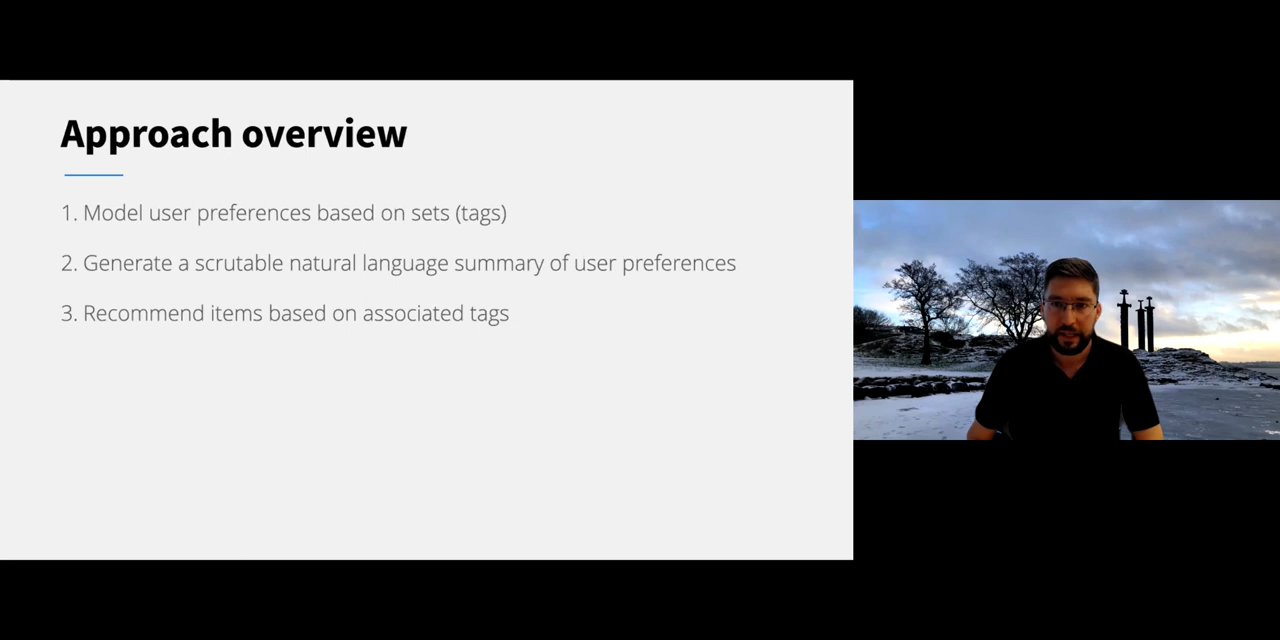 Approach overview
1. Model user preferences based on sets (tags)
2. Generate a scrutable natural language summary of user preferences
3. Recommend items based on associated tags